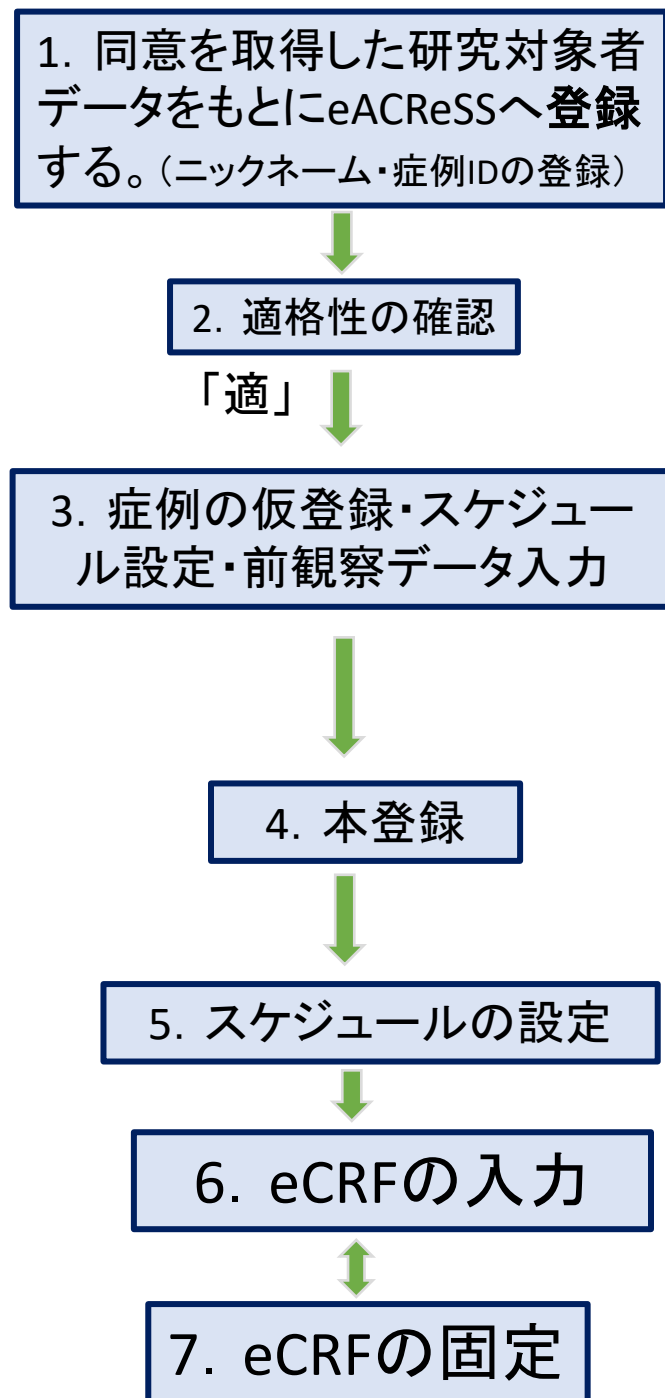 1. 同意を取得した研究対象者
データをもとにeACReSSへ登録
する。（ニックネーム・症例IDの登録）
2. 適格性の確認
「適」
3. 症例の仮登録・スケジュー
ル設定・前観察データ入力
4. 本登録
5. スケジュールの設定
6. eCRFの入力
7. eCRFの固定